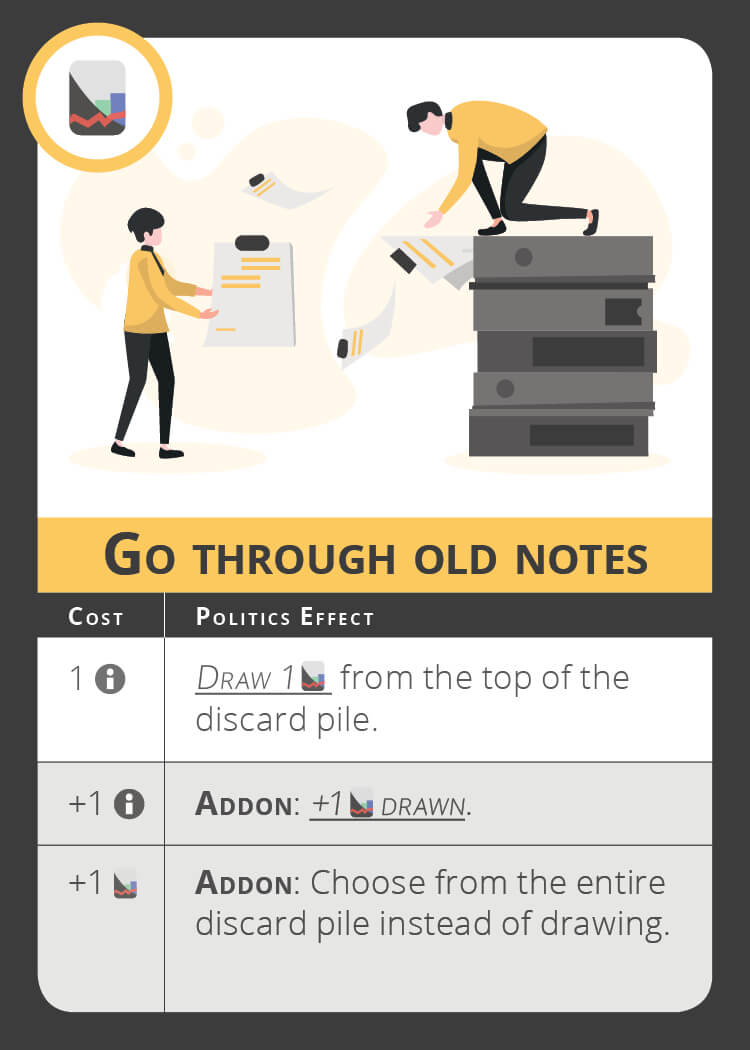 Go through old notes
Cost
Politics Effect
1
Draw 1 from the top of the
discard pile.
+1
Addon: +1 drawn.
+1
Addon: Choose from the entire
discard pile instead of drawing.